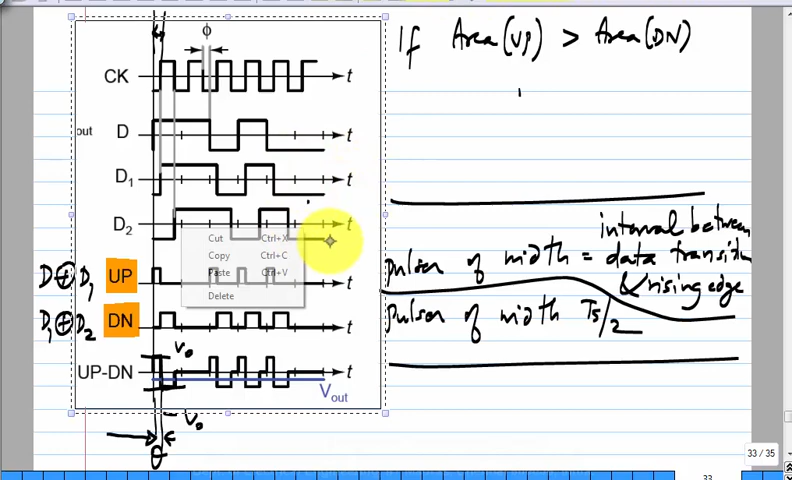 ϕ
If Area(UP) > Area(DN)
CK t
out D t
D1 t
D2 t
interval between
Cut Ctrl+X
Copy Ctrl+C
Paste Ctrl+V
Delete
pulses of width = data transition
& rising edge
D⊕D1 UP t
pulses of width Ts/2
D1⊕D2 DN t
V0
UP-DN t
Vout
-V0
θ
33 / 35
33